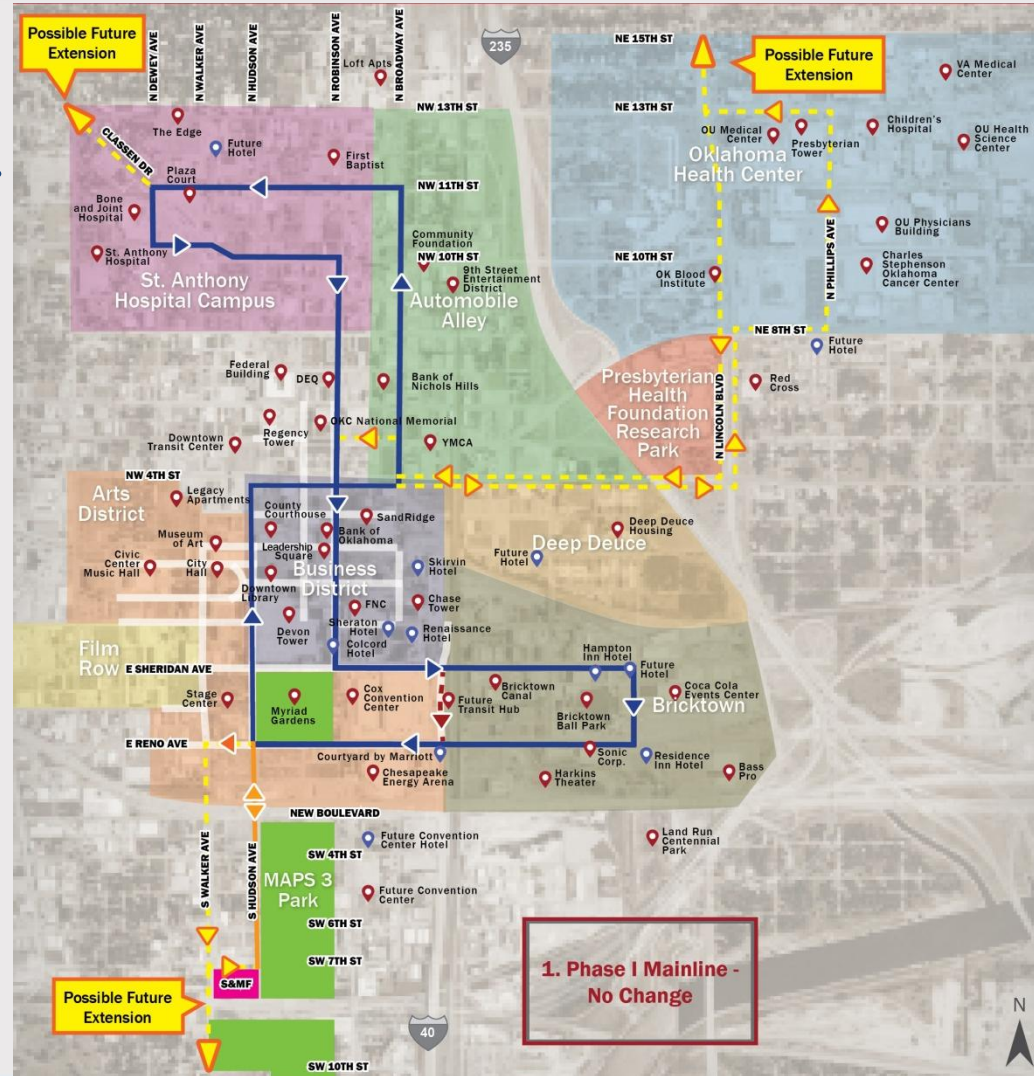 Possible Future
Extension
N DEWEY AVE
N WALKER AVE
N HUDSON AVE
N ROBINSON AVE
N BROADWAY AVE
Loft Apts
235
NE 15TH ST
Possible Future
Extension
VA Medical
Center
NW 13TH ST
NE 13TH ST
CLASSEN DR
The Edge
Future
Hotel
First
Baptist
OU Medical
Center
Presbyterian
Tower
Children's
Hospital
OU Health
Science
Center
Oklahoma
Health Center
Plaza
Court
NW 11TH ST
Bone
and Joint
Hospital
N PHILLIPS AVE
OU Physicians
Building
St. Anthony
Hospital
Community
Foundation
NW 10TH ST
NE 10TH ST
9th Street
Entertainment
District
OK Blood
Institute
Charles
Stephenson
Oklahoma
Cancer Center
St. Anthony
Hospital Campus
Automobile
Alley
NE 8TH ST
Future
Hotel
Federal
Building
DEQ
Bank of
Nichols Hills
Presbyterian
Health
Foundation
Research
Park
N LINCOLN BLVD
Red
Cross
OKC National Memorial
Regency
Tower
Downtown
Transit Center
YMCA
NW 4TH ST
Arts
District
Legacy
Apartments
County
Courthouse
SandRidge
Bank of
Oklahoma
Deep Deuce
Housing
Deep Deuce
Museum
of Art
Leadership
Square
Future
Hotel
Civic
Center
Music Hall
City
Hall
Business
District
Skirvin
Hotel
Downtown
Library
FNC
Chase
Tower
Devon
Tower
Sheraton
Hotel
Renaissance
Hotel
Colcord
Hotel
Film
Row
E SHERIDAN AVE
Hampton
Inn Hotel
Future
Hotel
Stage
Center
Myriad
Gardens
Cox
Convention
Center
Future
Transit Hub
Bricktown
Canal
Bricktown
Ball Park
Coca Cola
Events Center
Bricktown
E RENO AVE
Courtyard by Marriott
Sonic
Corp.
Residence
Inn Hotel
Chesapeake
Energy Arena
Harkins
Theater
Bass
Pro
NEW BOULEVARD
S WALKER AVE
S HUDSON AVE
SW 4TH ST
Future Convention
Center Hotel
Land Run
Centennial
Park
MAPS 3
Park
Future Convention
Center
SW 6TH ST
SW 7TH ST
1. Phase I Mainline -
No Change
S&MF
Possible Future
Extension
40
N
SW 10TH ST